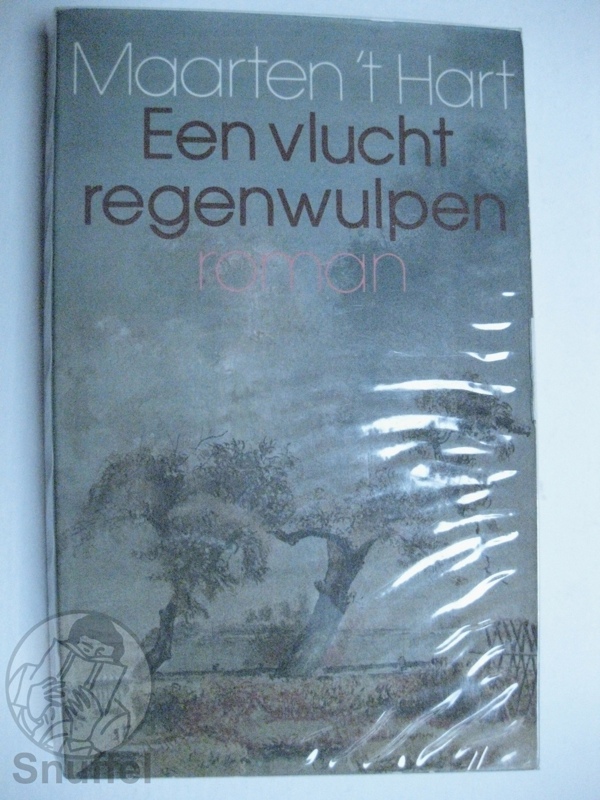 Maarten 't Hart
Een vlucht
regenwulpen
roman
Snuffel